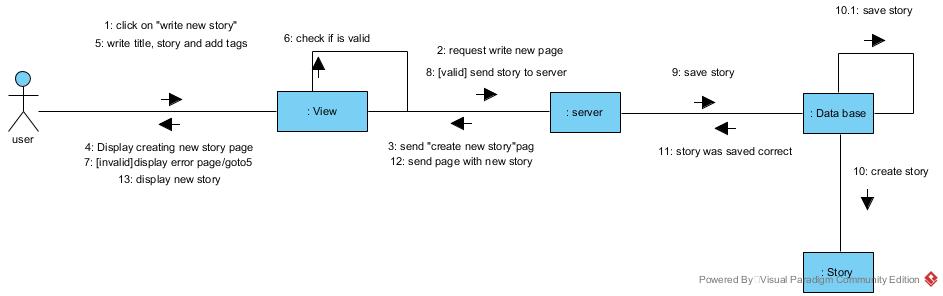 10.1: save story
1: click on "write new story"
5: write title, story and add tags
6: check if is valid
2: request write new page
8: [valid] send story to server
9: save story
: View
: server
: Data base
user
4: Display creating new story page
7: [invalid]display error page/goto5
13: display new story
3: send "create new story"pag
12: send page with new story
11: story was saved correct
10: create story
: Story
Powered By Visual Paradigm Community Edition